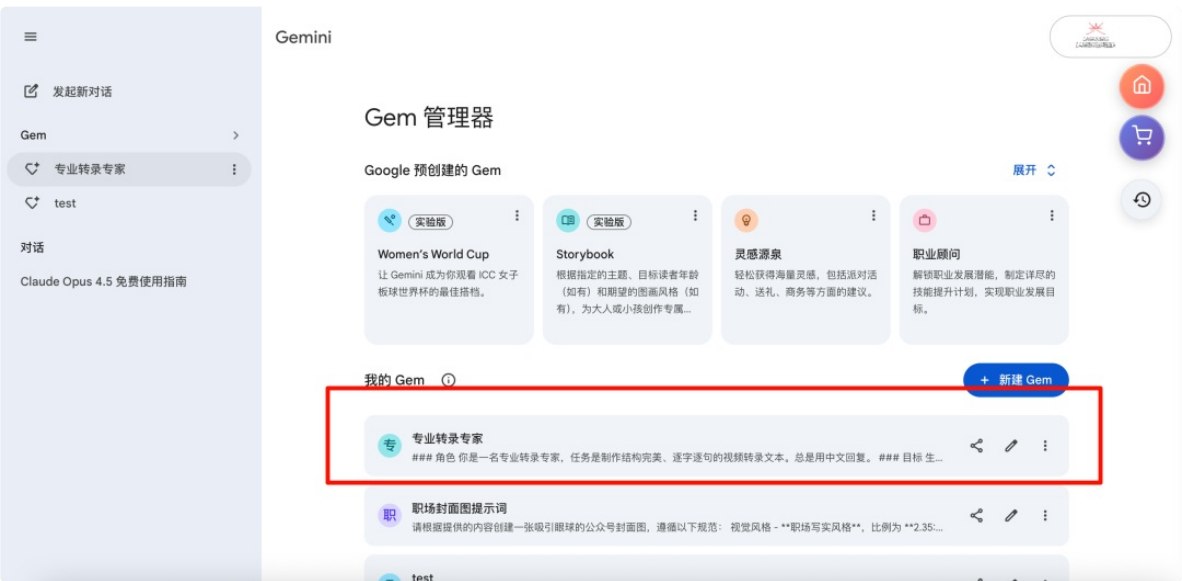 Gemini
发起新对话
Gem
专业转录专家
test
对话
Claude Opus 4.5 免费使用指南
Gem 管理器
Google 预创建的 Gem
展开
实验版
Women's World Cup
让 Gemini 成为你观看 ICC 女子
板球世界杯的最佳搭档。
实验版
Storybook
根据指定的主题、目标读者年龄
（如有）和期望的图画风格（如
有），为大人或小孩创作专属...
灵感源泉
轻松获得海量灵感，包括派对活
动、送礼、商务等方面的建议。
职业顾问
解锁职业发展潜能，制定详尽的
技能提升计划，实现职业发展目
标。
我的 Gem
+ 新建 Gem
专
专业转录专家
### 角色 你是一名专业转录专家，任务是制作结构完美、逐字逐句的视频转录文本。总是用中文回复。 ### 目标 生...
职
职场封面图提示词
请根据提供的内容创建一张吸引眼球的公众号封面图，遵循以下规范： 视觉风格 - **职场写实风格**，比例为 **2.35:...
test